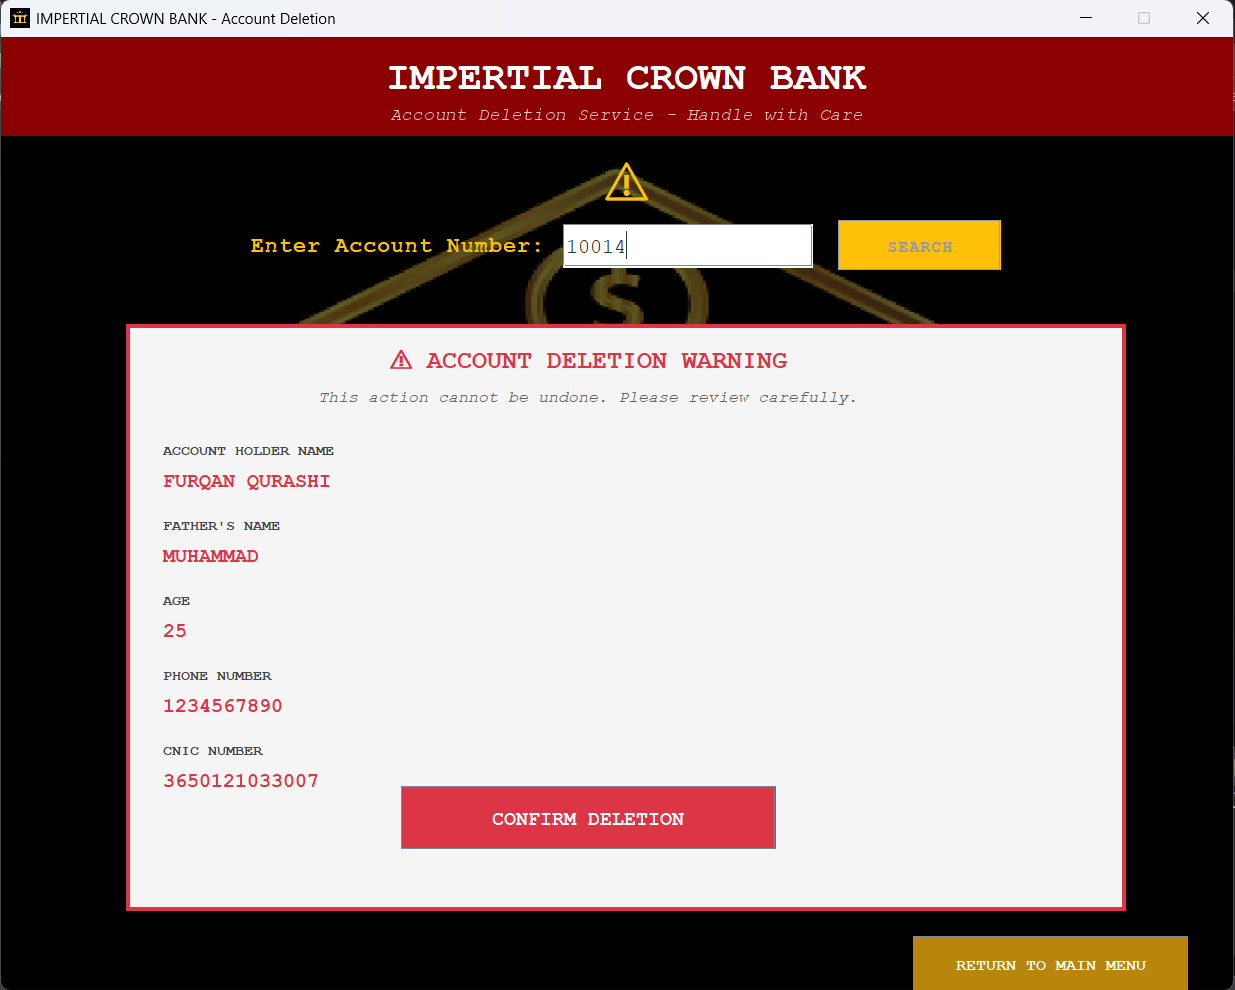 IMPERTIAL CROWN BANK - Account Deletion
IMPERTIAL CROWN BANK
Account Deletion Service - Handle with Care
Enter Account Number: 10014 SEARCH
$
ACCOUNT DELETION WARNING
This action cannot be undone. Please review carefully.
ACCOUNT HOLDER NAME
FURQAN QURASHI
FATHER'S NAME
MUHAMMAD
AGE
25
PHONE NUMBER
1234567890
CNIC NUMBER
3650121033007
CONFIRM DELETION
RETURN TO MAIN MENU